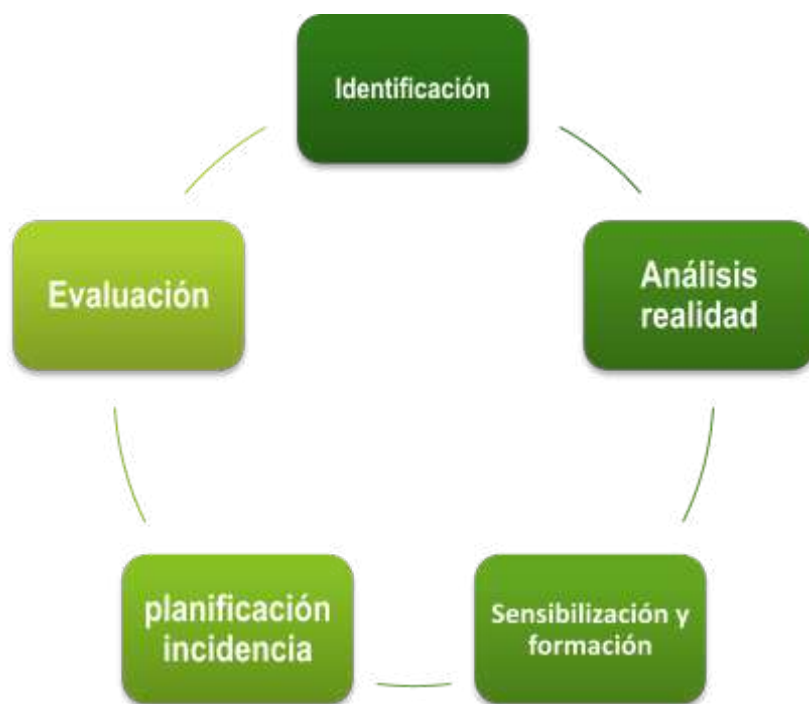 Identificación
Análisis
realidad
Sensibilización y
formación
planificación
incidencia
Evaluación